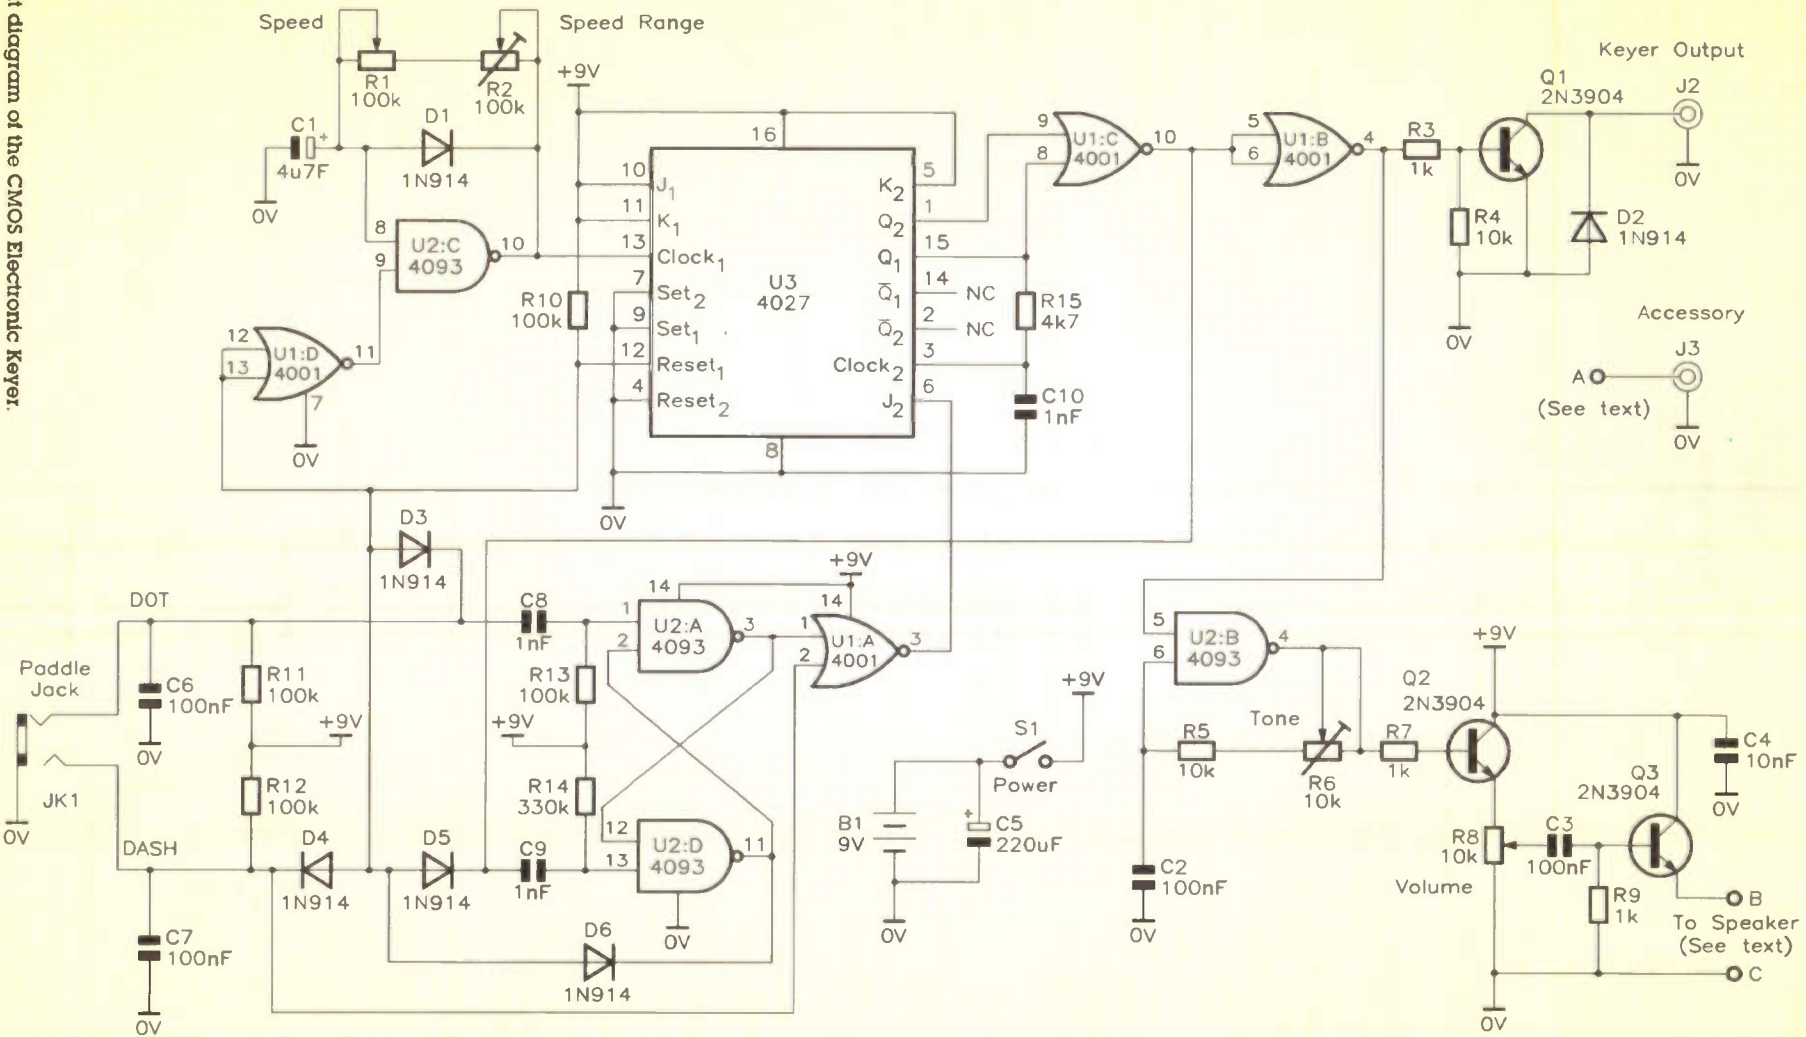 t diagram of the CMOS Electronic Keyer.
Speed
Speed Range
R1
100k
R2
100k
C1
+
4u7F
0V
D1
1N914
8
9
U2:C
4093
10
12
13
U1:D
4001
11
7
0V
+9V
R10
100k
16
10
J1
11
K1
13
Clock1
7
Set2
9
Set1
12
Reset1
4
Reset2
U3
4027
8
0V
5
K2
1
Q2
15
Q1
14
Q̅1
NC
2
Q̅2
NC
3
Clock2
6
J2
R15
4k7
C10
1nF
9
8
U1:C
4001
10
5
6
U1:B
4001
4
R3
1k
R4
10k
0V
Q1
2N3904
D2
1N914
Keyer Output
J2
0V
Accessory
J3
A
(See text)
0V
D3
1N914
DOT
Paddle
Jack
JK1
0V
C6
100nF
0V
R11
100k
+9V
R12
100k
DASH
C7
100nF
0V
D4
1N914
D5
1N914
D6
1N914
C8
1nF
R13
100k
+9V
R14
330k
C9
1nF
14
1
2
U2:A
4093
3
12
13
U2:D
4093
11
0V
+9V
14
1
2
U1:A
4001
3
+9V
S1
Power
B1
9V
+
C5
220uF
0V
5
6
U2:B
4093
4
R5
10k
Tone
R6
10k
R7
1k
C2
100nF
0V
+9V
Q2
2N3904
R8
10k
Volume
C3
100nF
R9
1k
Q3
2N3904
C4
10nF
0V
B
To Speaker
(See text)
C
0V